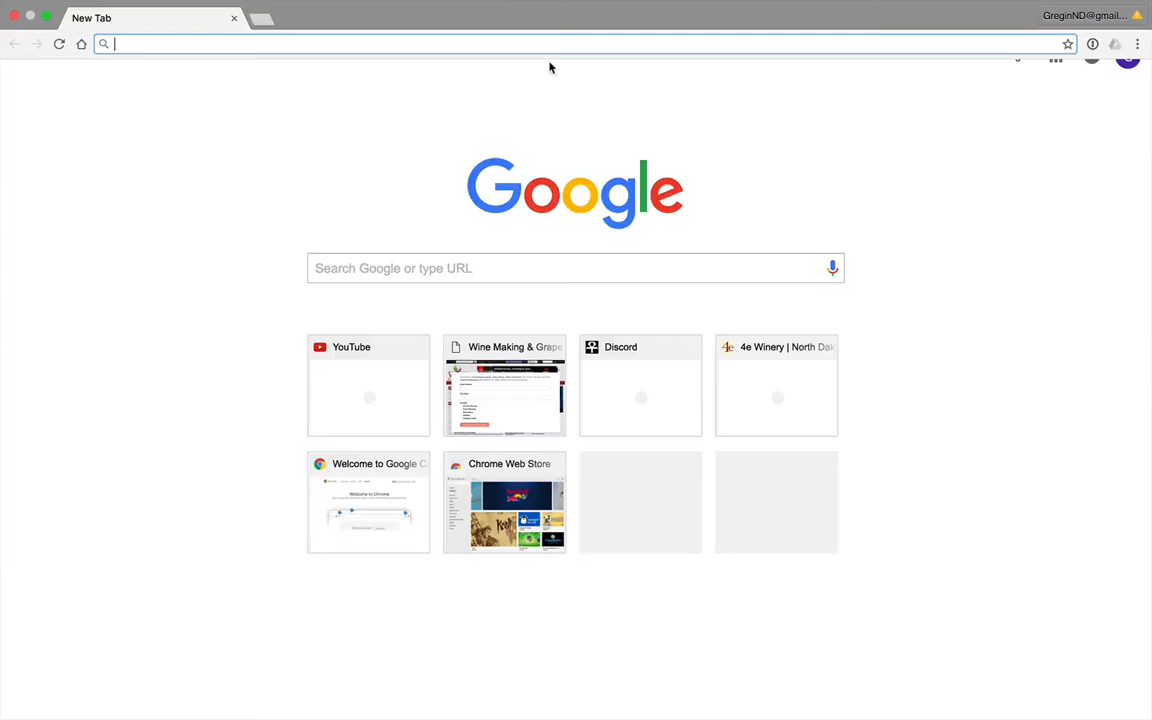 New Tab
GreginND@gmail...
Google
Search Google or type URL
YouTube
Wine Making & Grape
Discord
4e Winery | North Dak
Welcome to Google C
Chrome Web Store
Welcome to Chrome